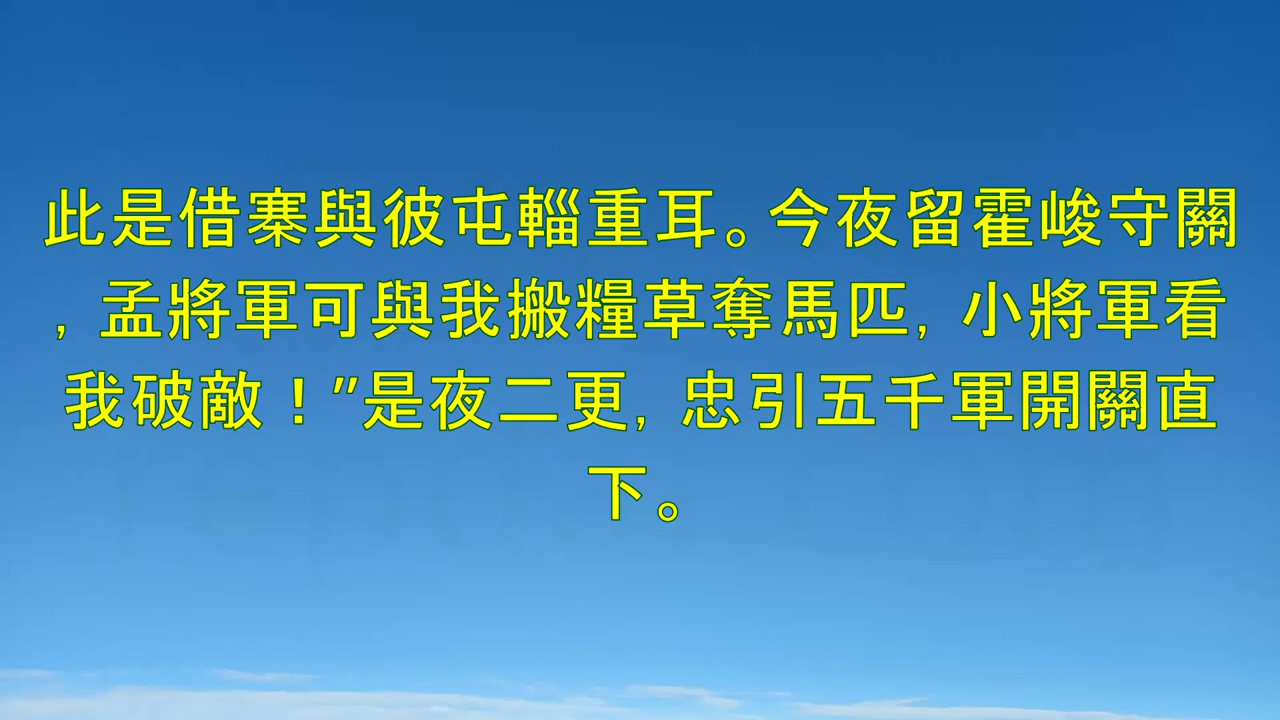 此是借寨與彼屯輜重耳。今夜留霍峻守關
，孟將軍可與我搬糧草奪馬匹，小將軍看
我破敵！”是夜二更，忠引五千軍開關直
下。